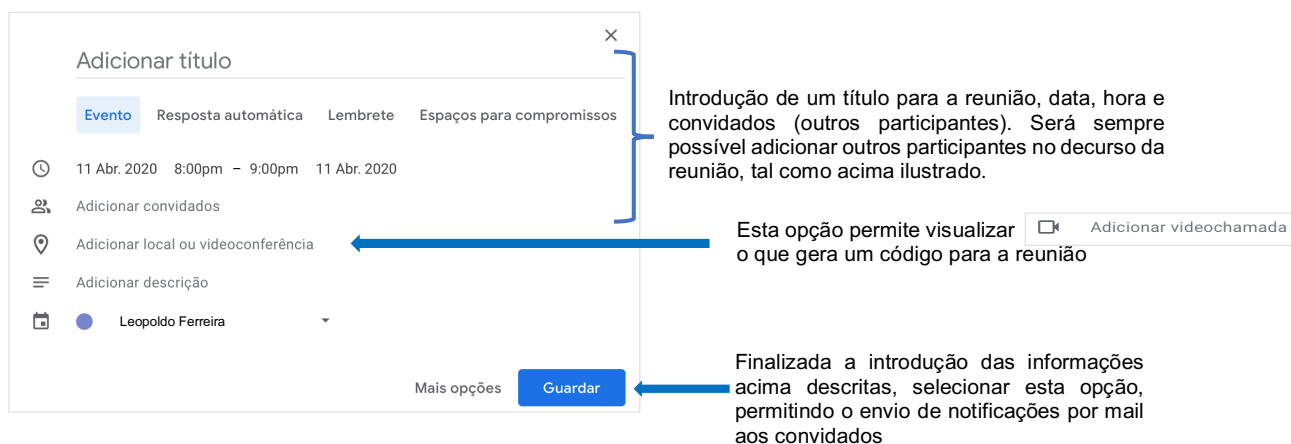 Adicionar título
Evento Resposta automática Lembrete Espaços para compromissos
11 Abr. 2020 8:00pm – 9:00pm 11 Abr. 2020
Adicionar convidados
Adicionar local ou videoconferência
Adicionar descrição
Leopoldo Ferreira
Mais opções Guardar
Introdução de um título para a reunião, data, hora e
convidados (outros participantes). Será sempre
possível adicionar outros participantes no decurso da
reunião, tal como acima ilustrado.
Esta opção permite visualizar Adicionar videochamada
o que gera um código para a reunião
Finalizada a introdução das informações
acima descritas, selecionar esta opção,
permitindo o envio de notificações por mail
aos convidados